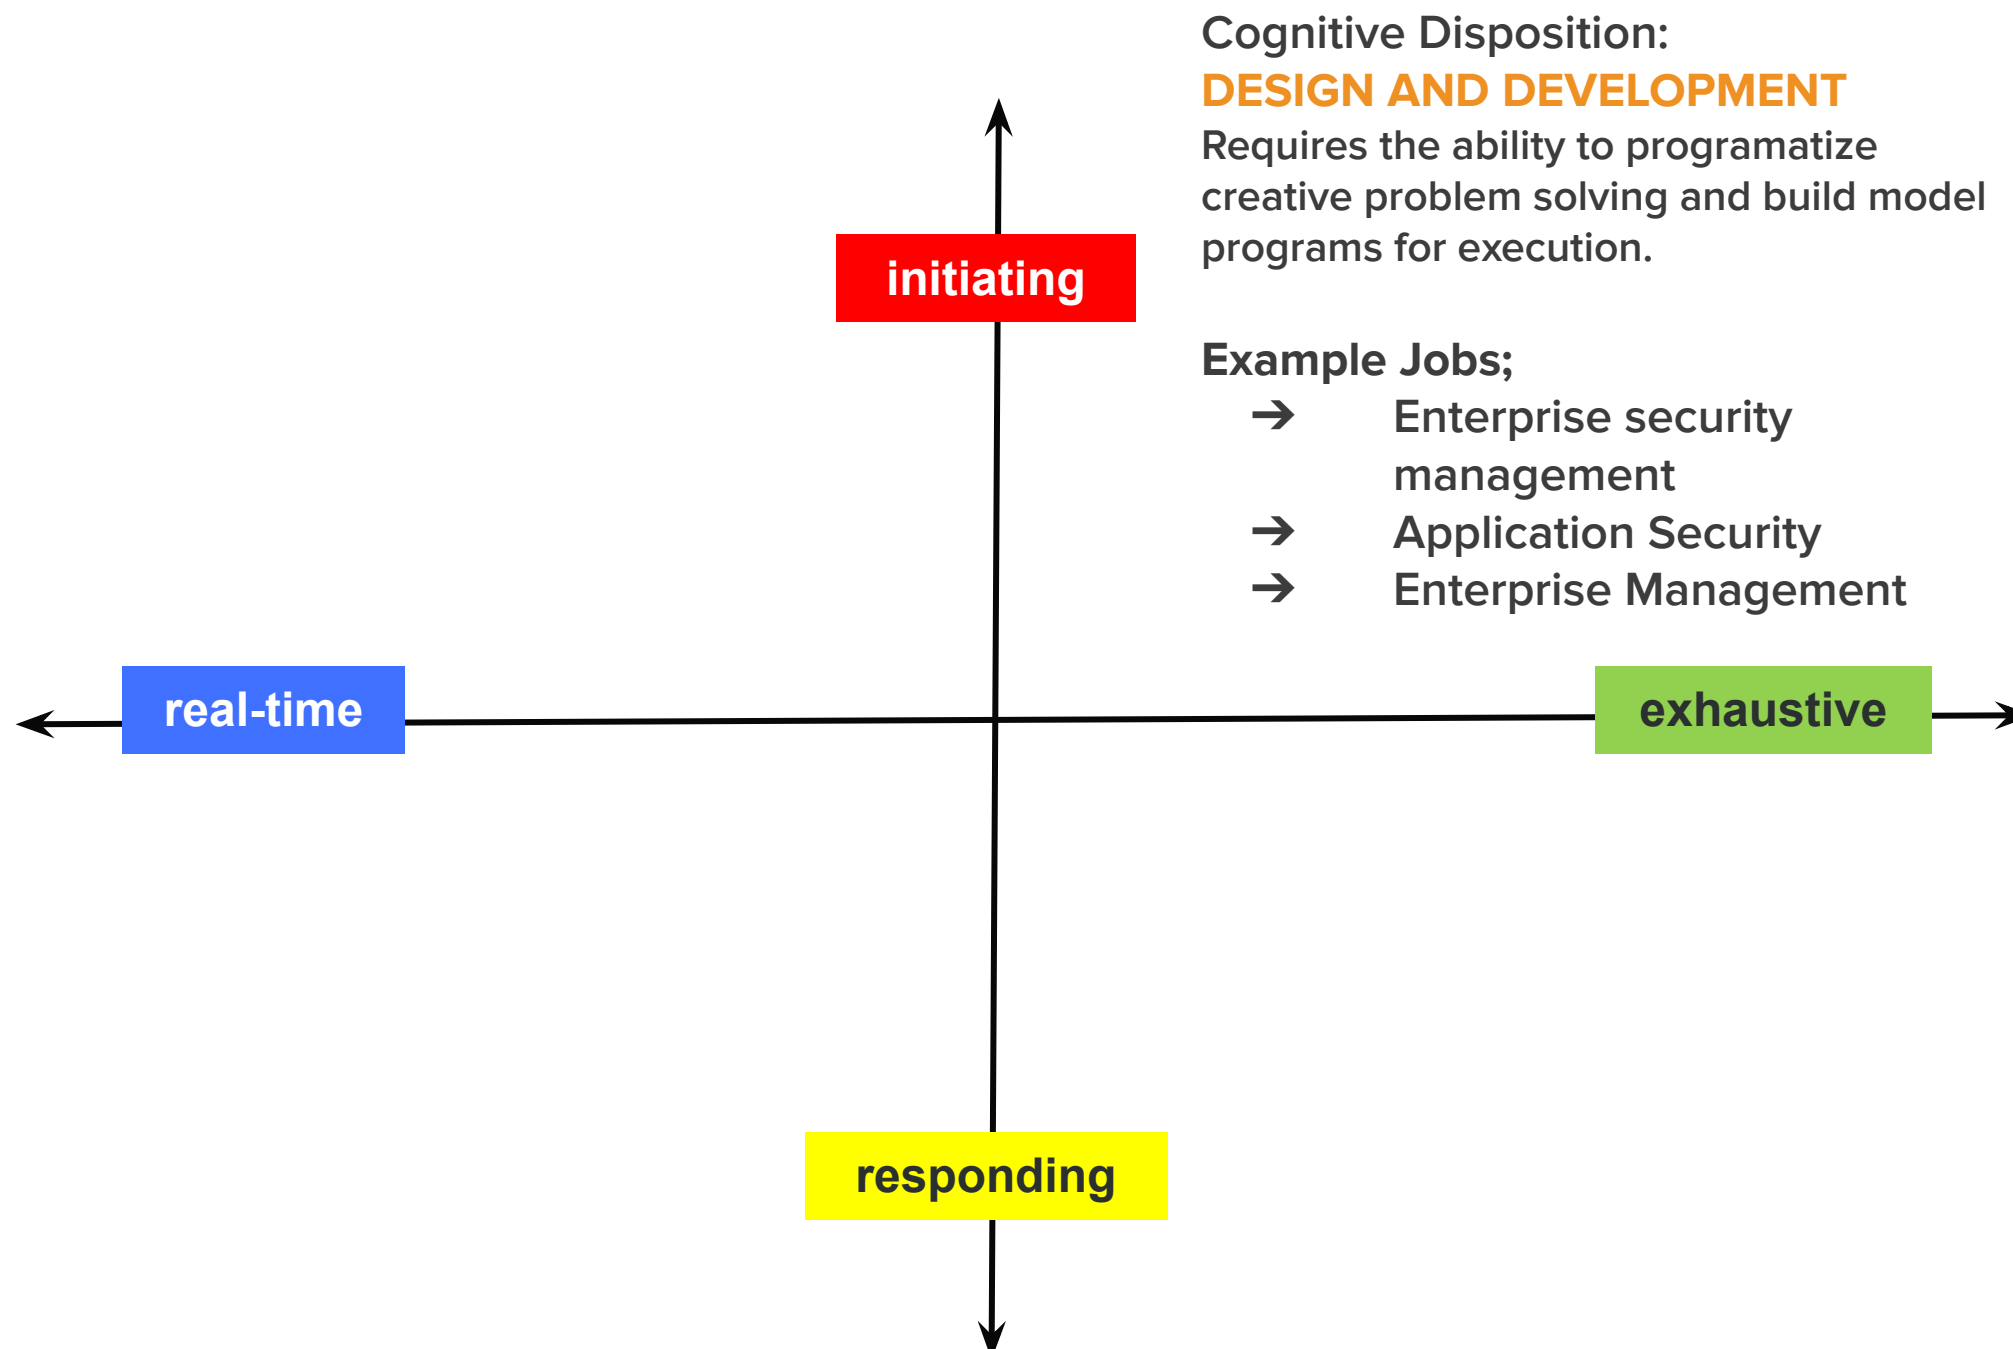 Cognitive Disposition:
DESIGN AND DEVELOPMENT
Requires the ability to programatize
creative problem solving and build model
programs for execution.
initiating
Example Jobs;
➔ Enterprise security
management
➔ Application Security
➔ Enterprise Management
real-time
exhaustive
responding